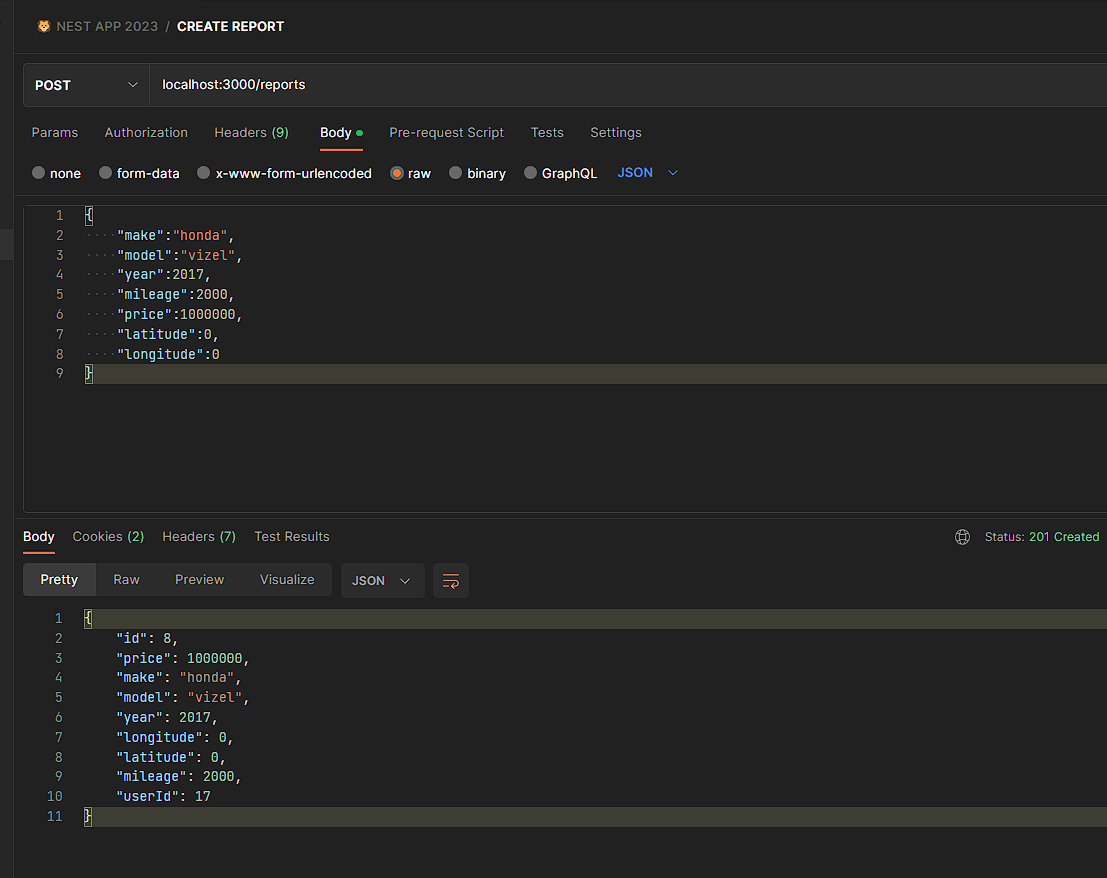 NEST APP 2023 / CREATE REPORT
POST localhost:3000/reports
Params Authorization Headers (9) Body Pre-request Script Tests Settings
none form-data x-www-form-urlencoded raw binary GraphQL JSON
1 {
2 ····"make":"honda",
3 ····"model":"vizel",
4 ····"year":2017,
5 ····"mileage":2000,
6 ····"price":1000000,
7 ····"latitude":0,
8 ····"longitude":0
9 }
Body Cookies (2) Headers (7) Test Results Status: 201 Created
Pretty Raw Preview Visualize JSON
1 {
2 "id": 8,
3 "price": 1000000,
4 "make": "honda",
5 "model": "vizel",
6 "year": 2017,
7 "longitude": 0,
8 "latitude": 0,
9 "mileage": 2000,
10 "userId": 17
11 }